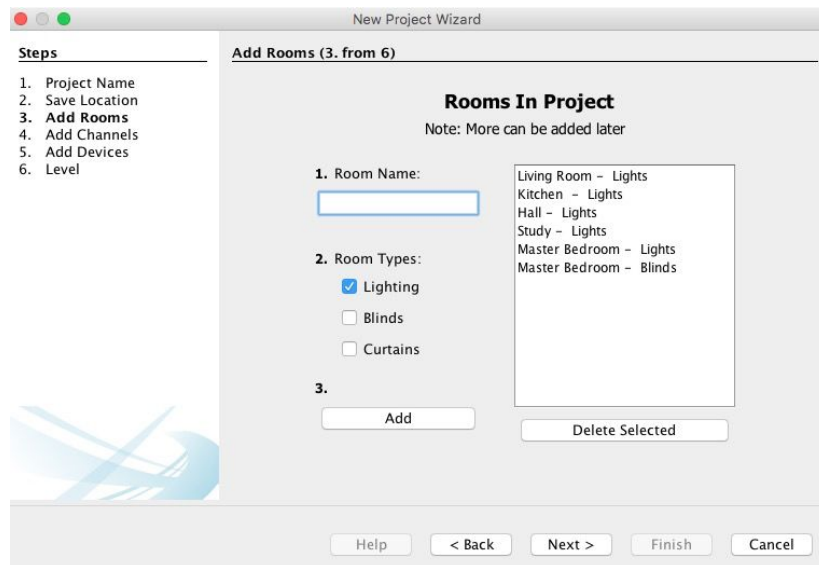 New Project Wizard
Steps
1. Project Name
2. Save Location
3. Add Rooms
4. Add Channels
5. Add Devices
6. Level
Add Rooms (3. from 6)
Rooms In Project
Note: More can be added later
1. Room Name:
2. Room Types:
Lighting
Blinds
Curtains
3.
Add
Living Room - Lights
Kitchen - Lights
Hall - Lights
Study - Lights
Master Bedroom - Lights
Master Bedroom - Blinds
Delete Selected
Help
< Back
Next >
Finish
Cancel